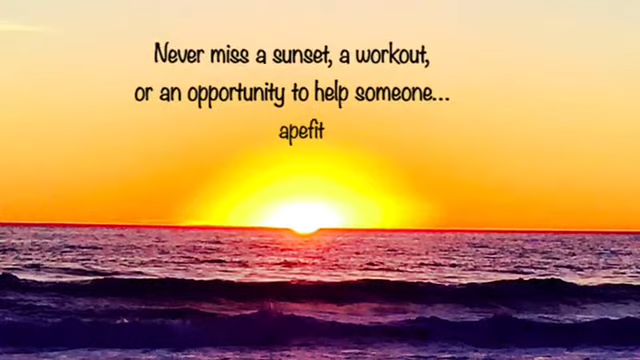 Never miss a sunset, a workout,
or an opportunity to help someone...
apefit